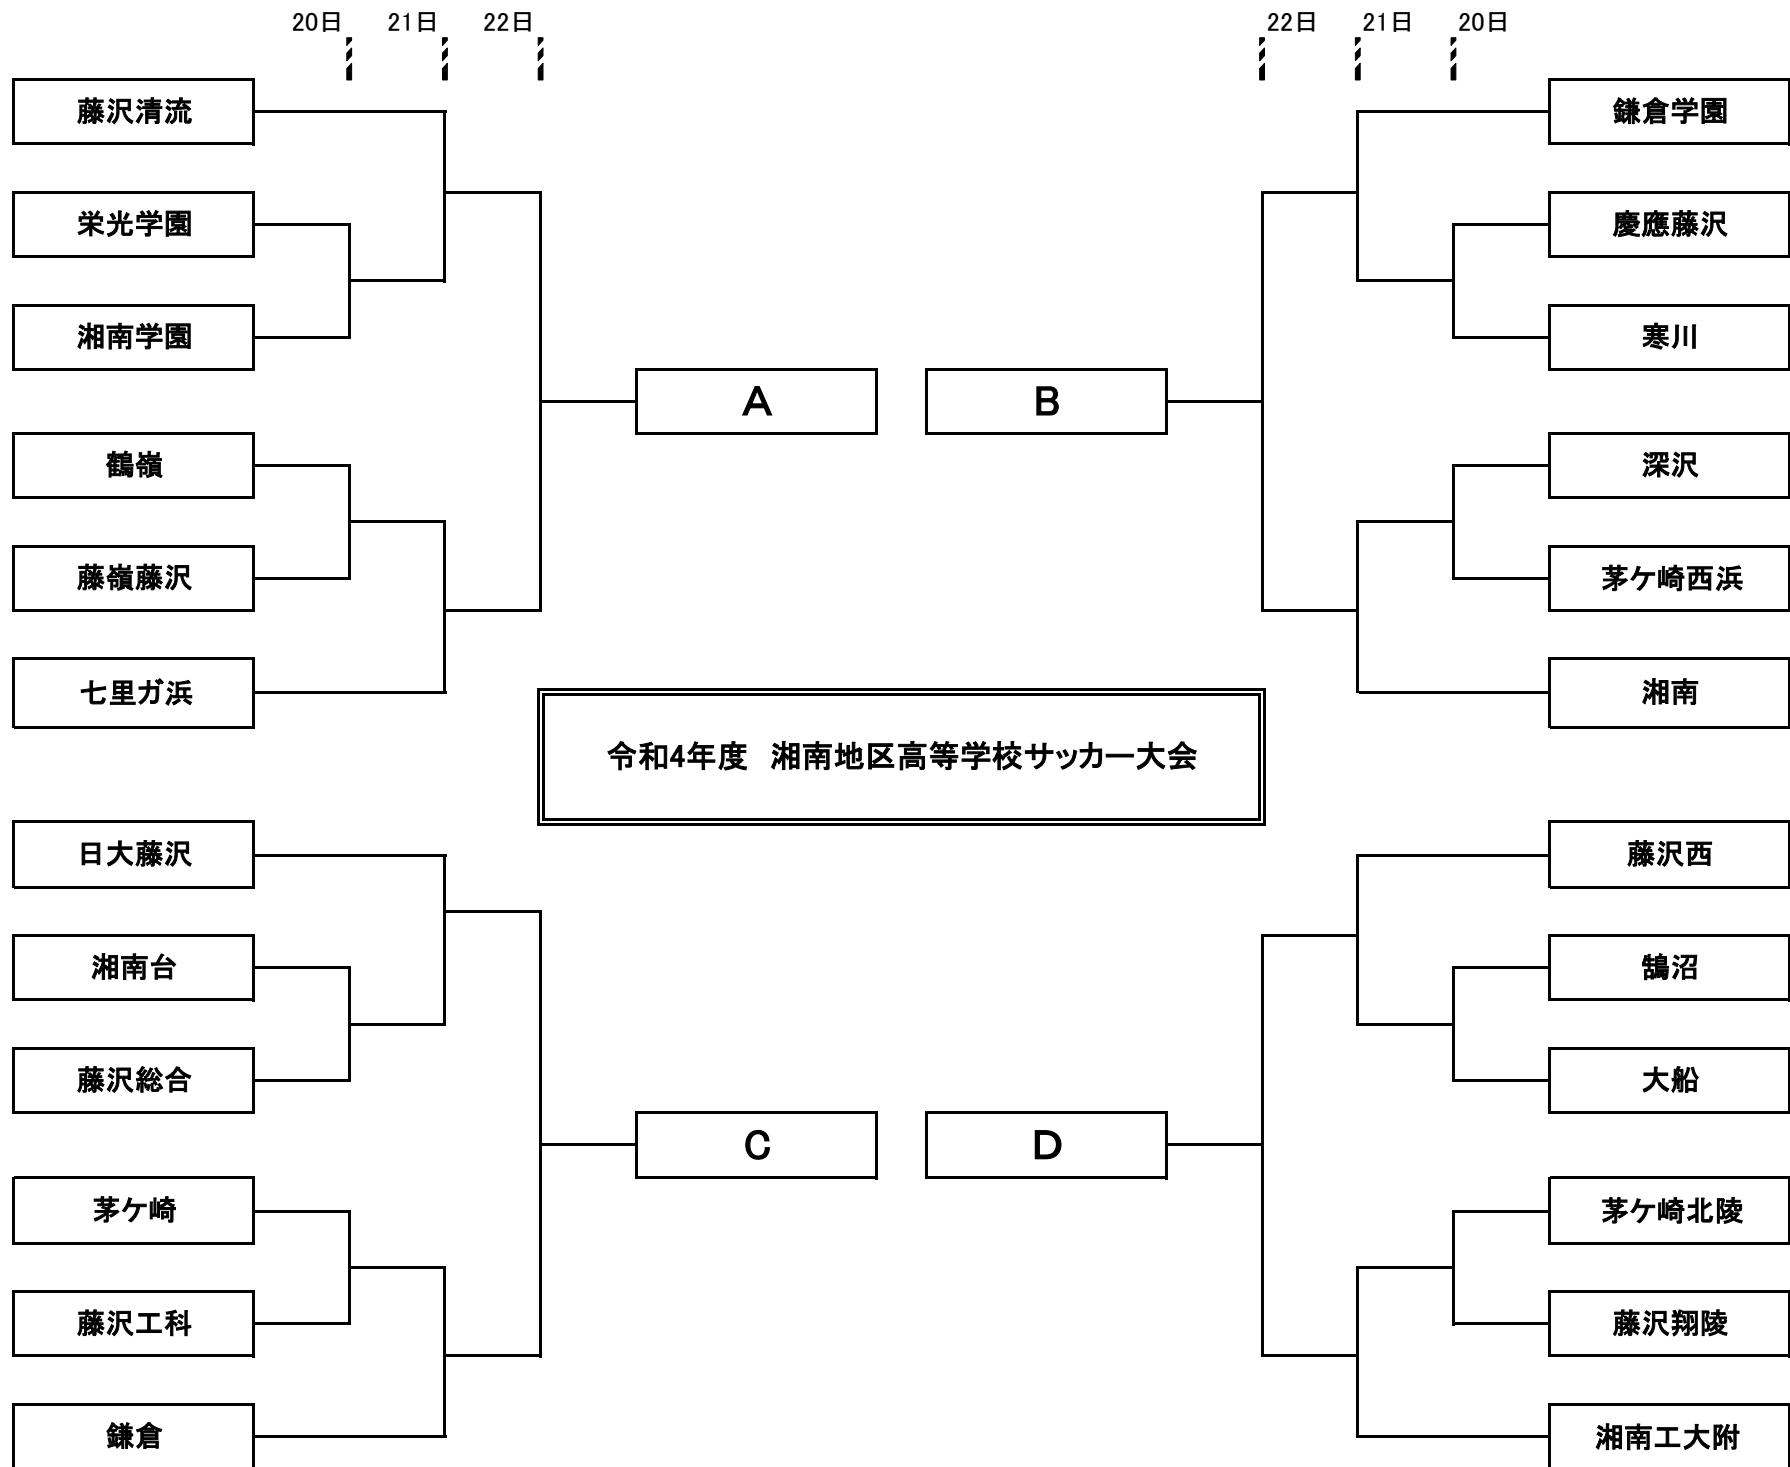 20日 21日 22日 22日 21日 20日
藤沢清流 鎌倉学園
栄光学園 慶應藤沢
湘南学園 寒川
A B
鶴嶺 深沢
藤嶺藤沢 茅ケ崎西浜
七里ガ浜 湘南
令和4年度 湘南地区高等学校サッカー大会
日大藤沢 藤沢西
湘南台 鵠沼
藤沢総合 大船
C D
茅ケ崎 茅ケ崎北陵
藤沢工科 藤沢翔陵
鎌倉 湘南工大附